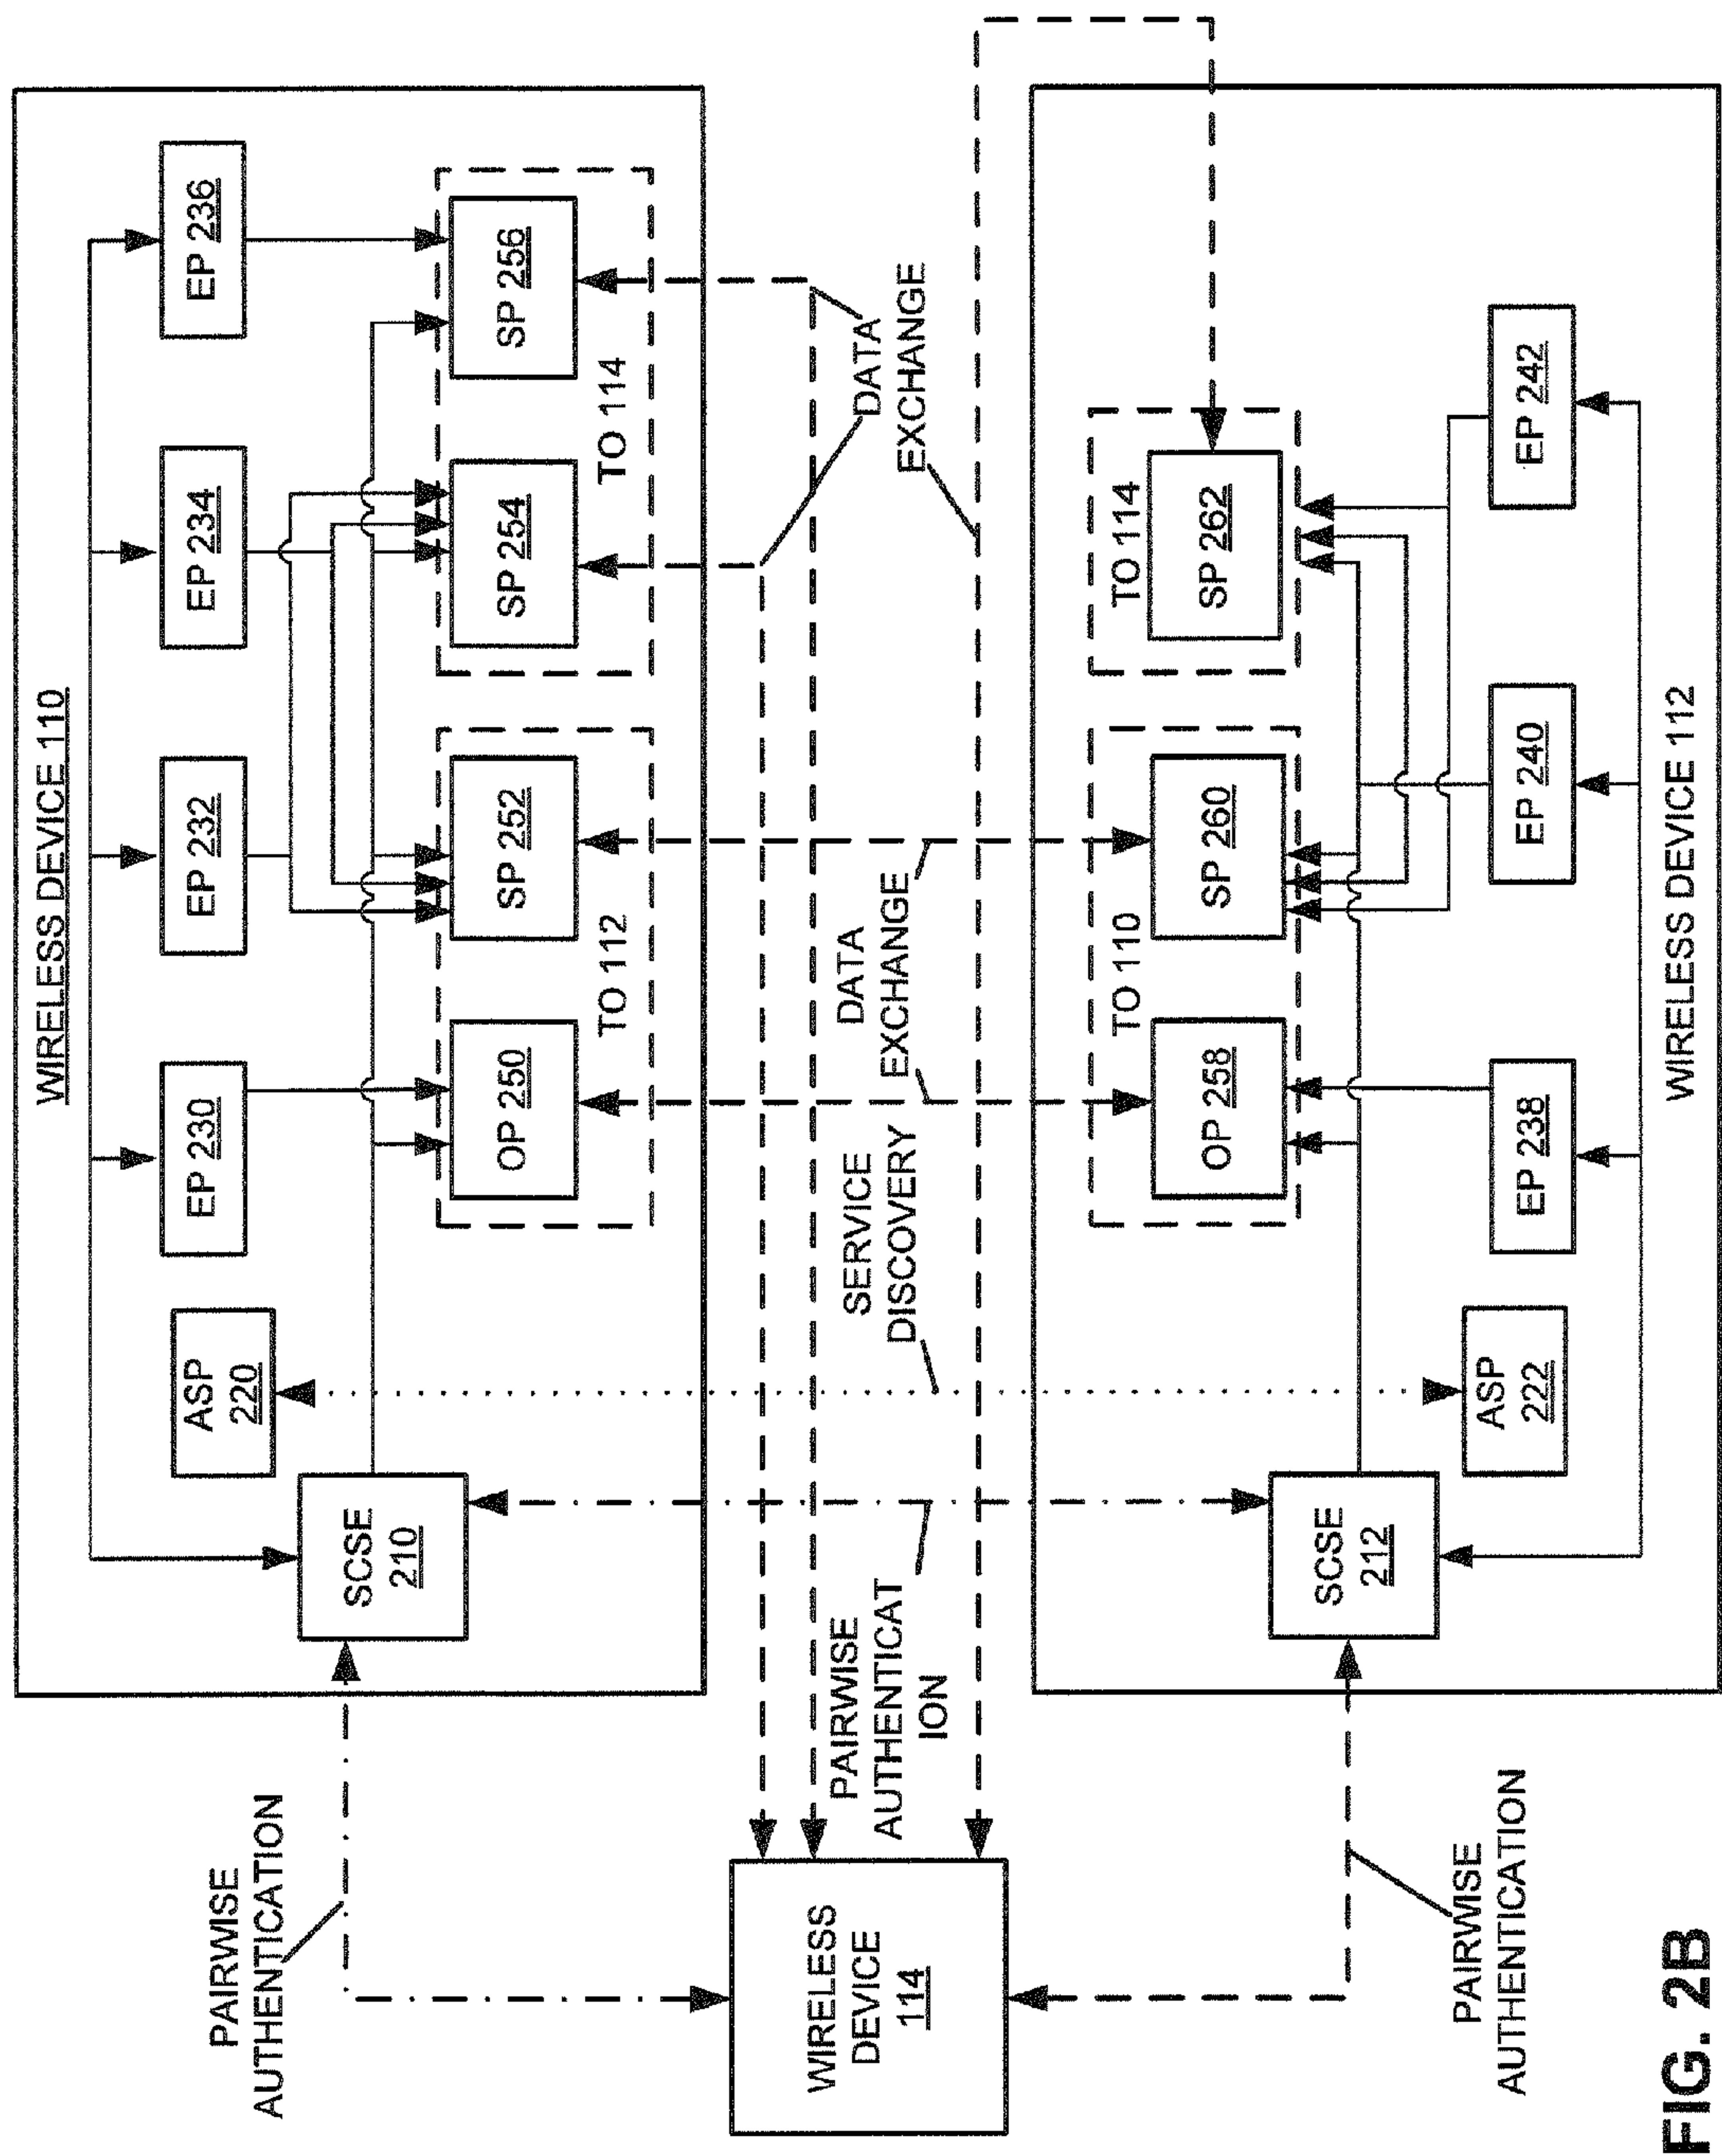 WIRELESS DEVICE 110
EP 230
EP 232
EP 234
EP 236
ASP
220
SCSE
210
OP 250
SP 252
SP 254
SP 256
TO 112
TO 114
PAIRWISE
AUTHENTICATION
WIRELESS
DEVICE
114
PAIRWISE
AUTHENTICAT
ION
SERVICE
DISCOVERY
DATA
EXCHANGE
DATA
EXCHANGE
TO 110
TO 114
OP 258
SP 260
SP 262
SCSE
212
ASP
222
EP 238
EP 240
EP 242
WIRELESS DEVICE 112
PAIRWISE
AUTHENTICATION
FIG. 2B